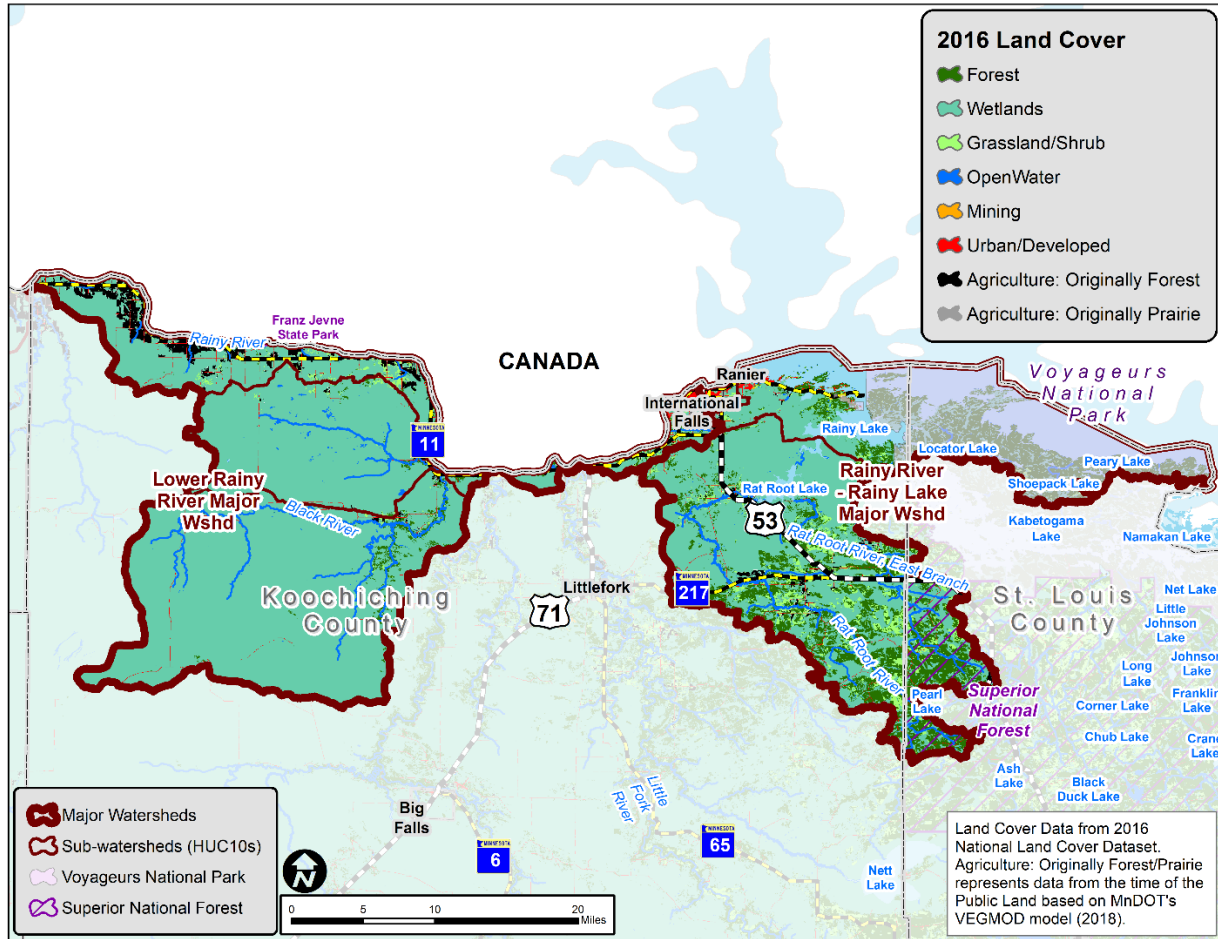 2016 Land Cover
Forest
Wetlands
Grassland/Shrub
OpenWater
Mining
Urban/Developed
Agriculture: Originally Forest
Agriculture: Originally Prairie
Franz Jevne
State Park
Rainy River
CANADA
Ranier
International
Falls
Voyageurs
National
Park
11
MINNESOTA
Rainy Lake
Locator Lake
Peary Lake
Shoepack Lake
Lower Rainy
River Major
Wshd
Rainy River
- Rainy Lake
Major Wshd
Rat Root Lake
Black River
53
Kabetogama
Lake
Namakan Lake
Rat Root River, East Branch
Koochiching
County
Littlefork
71
MINNESOTA
217
St. Louis
County
Net Lake
Little
Johnson
Lake
Johnson
Lake
Long
Lake
Rat Root River
Pearl
Lake
Superior
National
Forest
Franklin
Lake
Corner Lake
Chub Lake
Crane
Lake
Ash
Lake
Black
Duck Lake
Little
Fork
River
Big
Falls
MINNESOTA
6
MINNESOTA
65
Nett
Lake
Major Watersheds
Sub-watersheds (HUC10s)
Voyageurs National Park
Superior National Forest
N
0 5 10 20
Miles
Land Cover Data from 2016
National Land Cover Dataset.
Agriculture: Originally Forest/Prairie
represents data from the time of the
Public Land based on MnDOT's
VEGMOD model (2018).